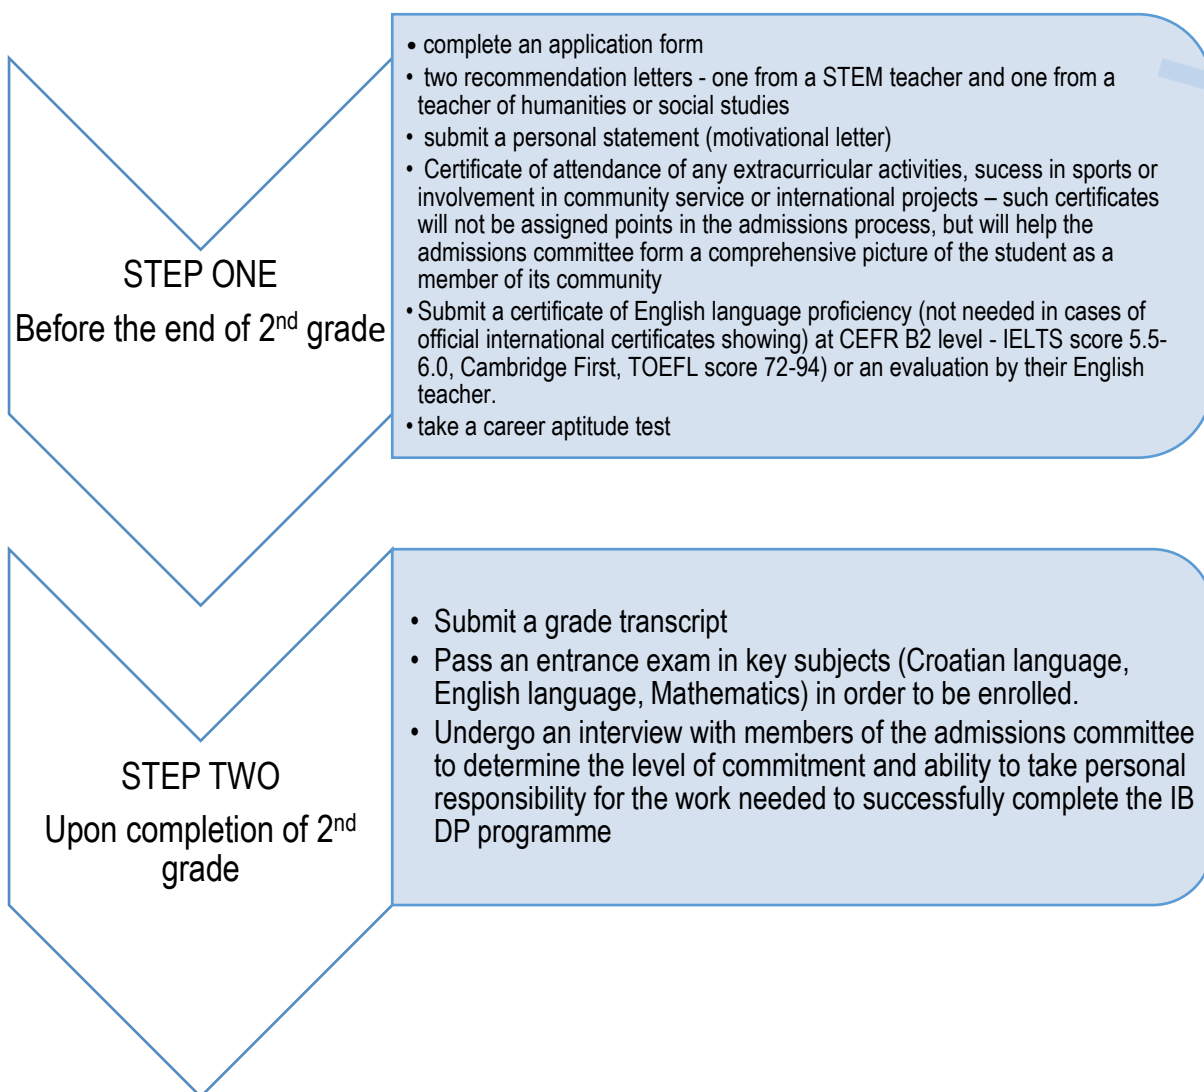 • complete an application form
• two recommendation letters - one from a STEM teacher and one from a
teacher of humanities or social studies
• submit a personal statement (motivational letter)
• Certificate of attendance of any extracurricular activities, sucess in sports or
involvement in community service or international projects – such certificates
will not be assigned points in the admissions process, but will help the
admissions committee form a comprehensive picture of the student as a
member of its community
• Submit a certificate of English language proficiency (not needed in cases of
official international certificates showing) at CEFR B2 level - IELTS score 5.5-
6.0, Cambridge First, TOEFL score 72-94) or an evaluation by their English
teacher.
• take a career aptitude test
STEP ONE
Before the end of 2nd grade
• Submit a grade transcript
• Pass an entrance exam in key subjects (Croatian language,
English language, Mathematics) in order to be enrolled.
• Undergo an interview with members of the admissions committee
to determine the level of commitment and ability to take personal
responsibility for the work needed to successfully complete the IB
DP programme
STEP TWO
Upon completion of 2nd
grade